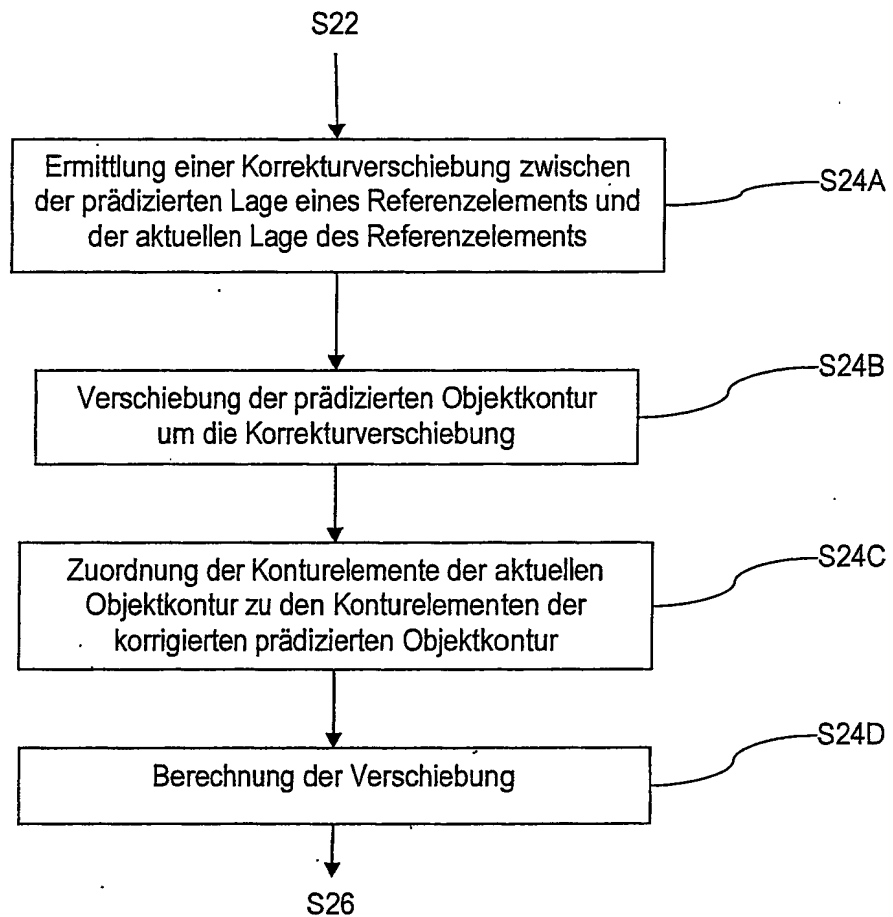 S22
Ermittlung einer Korrekturverschiebung zwischen
der prädizierten Lage eines Referenzelements und
der aktuellen Lage des Referenzelements
S24A
Verschiebung der prädizierten Objektkontur
um die Korrekturverschiebung
S24B
Zuordnung der Konturelemente der aktuellen
Objektkontur zu den Konturelementen der
korrigierten prädizierten Objektkontur
S24C
Berechnung der Verschiebung
S24D
S26